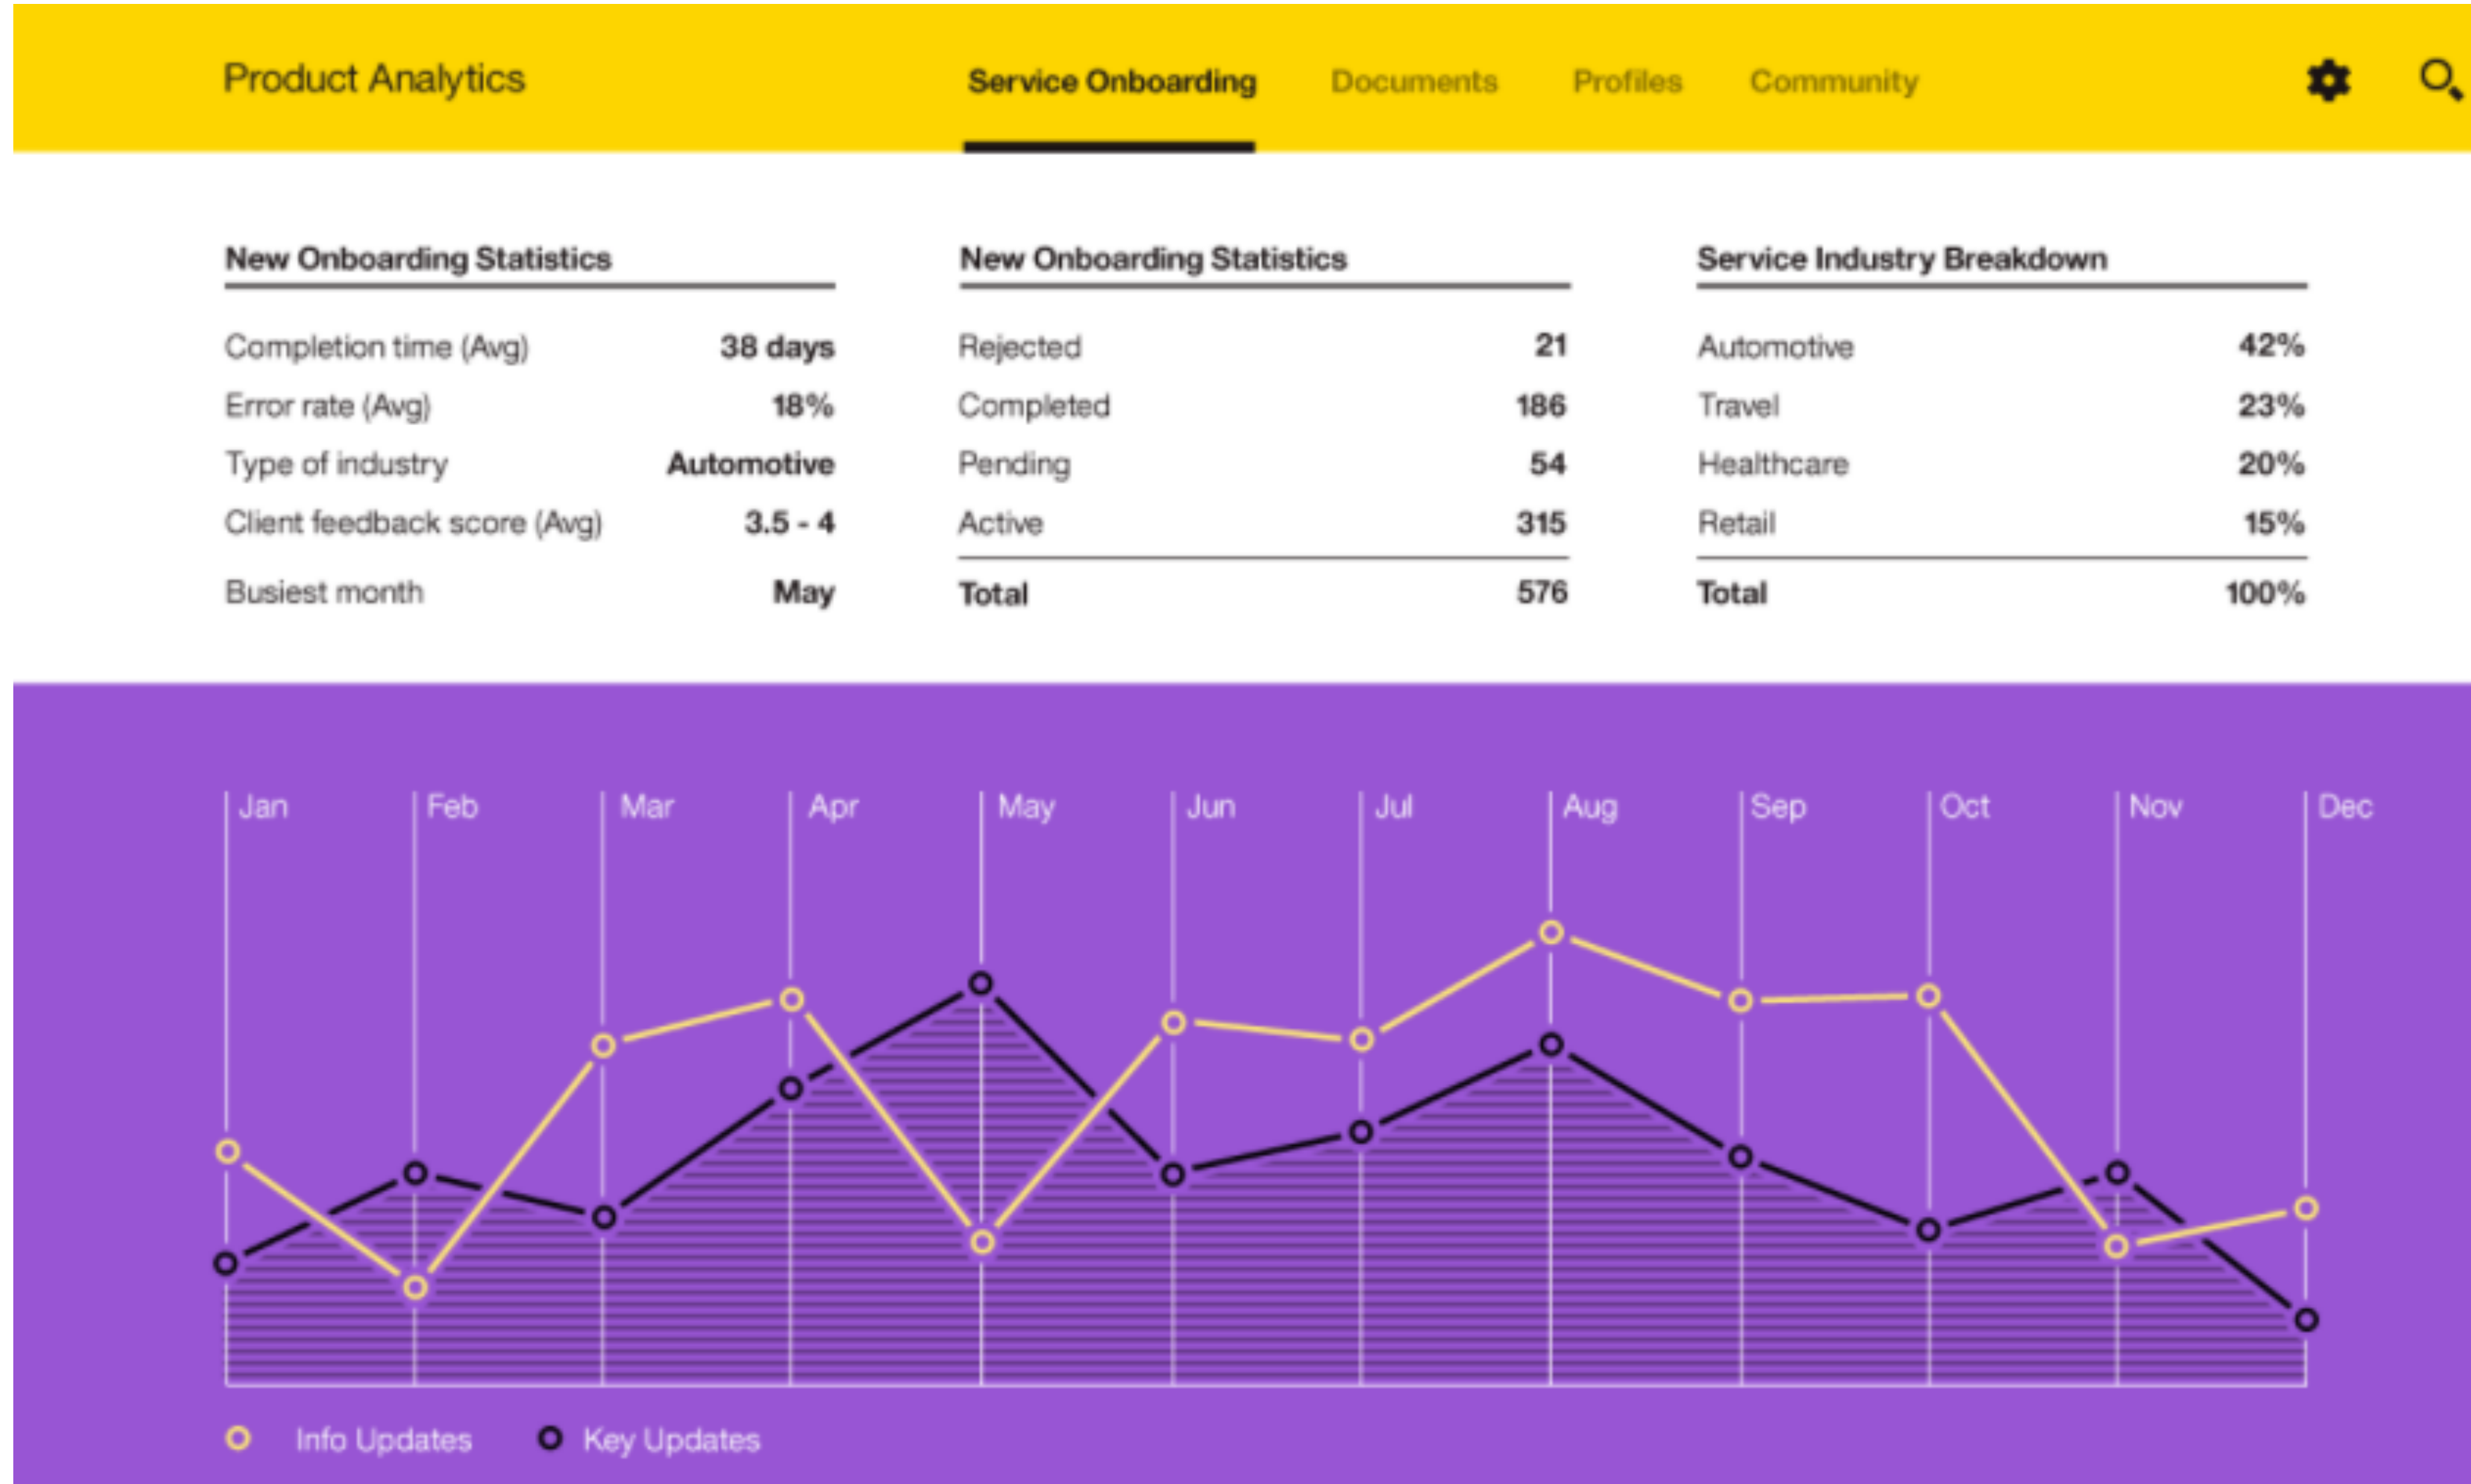 Product Analytics
Service Onboarding Documents Profiles Community
New Onboarding Statistics
Completion time (Avg) 38 days
Error rate (Avg) 18%
Type of industry Automotive
Client feedback score (Avg) 3.5 - 4
Busiest month May
New Onboarding Statistics
Rejected 21
Completed 186
Pending 54
Active 315
Total 576
Service Industry Breakdown
Automotive 42%
Travel 23%
Healthcare 20%
Retail 15%
Total 100%
Jan Feb Mar Apr May Jun Jul Aug Sep Oct Nov Dec
Info Updates Key Updates